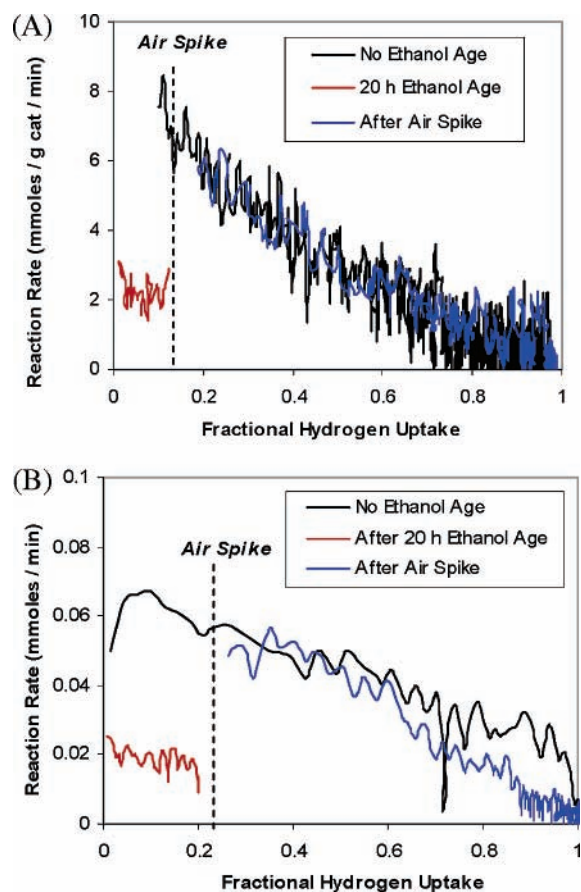 (A)
Air Spike
No Ethanol Age
20 h Ethanol Age
After Air Spike
Reaction Rate (mmoles / g cat / min)
10
8
6
4
2
0
0
0.2
0.4
0.6
0.8
1
Fractional Hydrogen Uptake
(B)
Air Spike
No Ethanol Age
After 20 h Ethanol Age
After Air Spike
Reaction Rate (mmoles / min)
0.1
0.08
0.06
0.04
0.02
0
0
0.2
0.4
0.6
0.8
1
Fractional Hydrogen Uptake